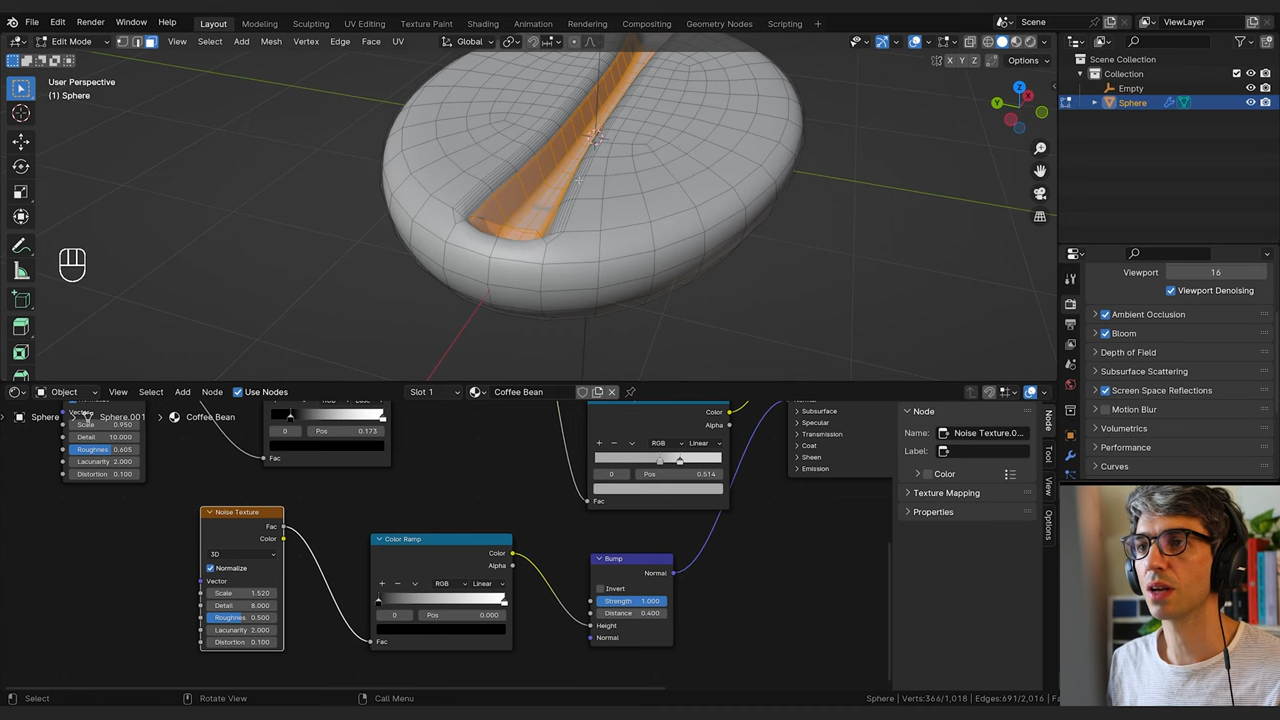 File Edit Render Window Help
Layout Modeling Sculpting UV Editing Texture Paint Shading Animation Rendering Compositing Geometry Nodes Scripting +
Scene
ViewLayer
Edit Mode View Select Add Mesh Vertex Edge Face UV
Global
X Y Z
Options
User Perspective
(1) Sphere
Z
X
Y
Scene Collection
Collection
Empty
Sphere
Viewport 16
Viewport Denoising
Ambient Occlusion
Bloom
Depth of Field
Subsurface Scattering
Screen Space Reflections
Motion Blur
Volumetrics
Performance
Curves
Object View Select Add Node Use Nodes
Slot 1
Coffee Bean
Sphere Sphere.001 Coffee Bean
Scale 0.950
Detail 10.000
Roughness 0.605
Lacunarity 2.000
Distortion 0.100
0 Pos 0.173
Fac
Color
Alpha
RGB Linear
0 Pos 0.514
Fac
Subsurface
Specular
Transmission
Coat
Sheen
Emission
Node
Name: Noise Texture.0...
Label:
Color
Texture Mapping
Properties
Node
Tool
View
Options
Noise Texture
Fac
Color
3D
Normalize
Vector
Scale 1.520
Detail 8.000
Roughness 0.500
Lacunarity 2.000
Distortion 0.100
Color Ramp
Color
Alpha
RGB Linear
0 Pos 0.000
Fac
Bump
Normal
Invert
Strength 1.000
Distance 0.400
Height
Normal
Select
Rotate View
Call Menu
Sphere | Verts:366/1,018 | Edges:691/2,016 | Fa